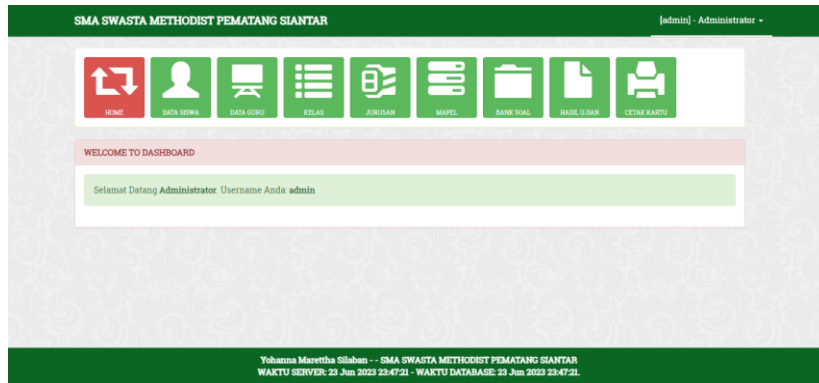 SMA SWASTA METHODIST PEMATANG SIANTAR
[admin] - Administrator
HOME
DATA SISWA
DATA GURU
KELAS
JURUSAN
MAPEL
BANK SOAL
HASIL UJIAN
CETAK KARTU
WELCOME TO DASHBOARD
Selamat Datang Administrator. Username Anda: admin
Yohanna Marettha Silaban - - SMA SWASTA METHODIST PEMATANG SIANTAR
WAKTU SERVER: 23 Jun 2023 23:47:21 - WAKTU DATABASE: 23 Jun 2023 23:47:21.